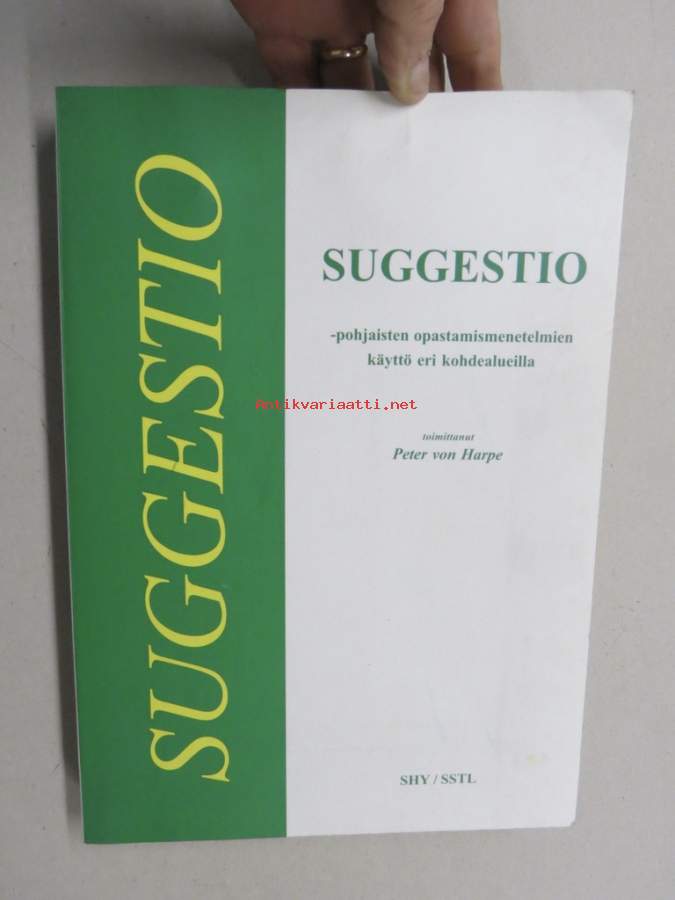 SUGGESTIO
SUGGESTIO
-pohjaisten opastamismenetelmien
käyttö eri kohdealueilla
Antikvariaatti.net
toimittanut
Peter von Harpe
SHY / SSTL